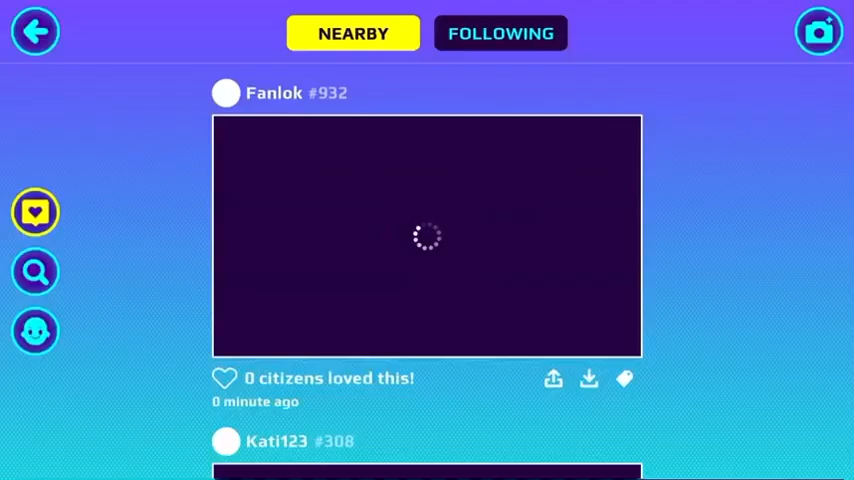 NEARBY
FOLLOWING
Fanlok #932
0 citizens loved this!
0 minute ago
Kati123 #308